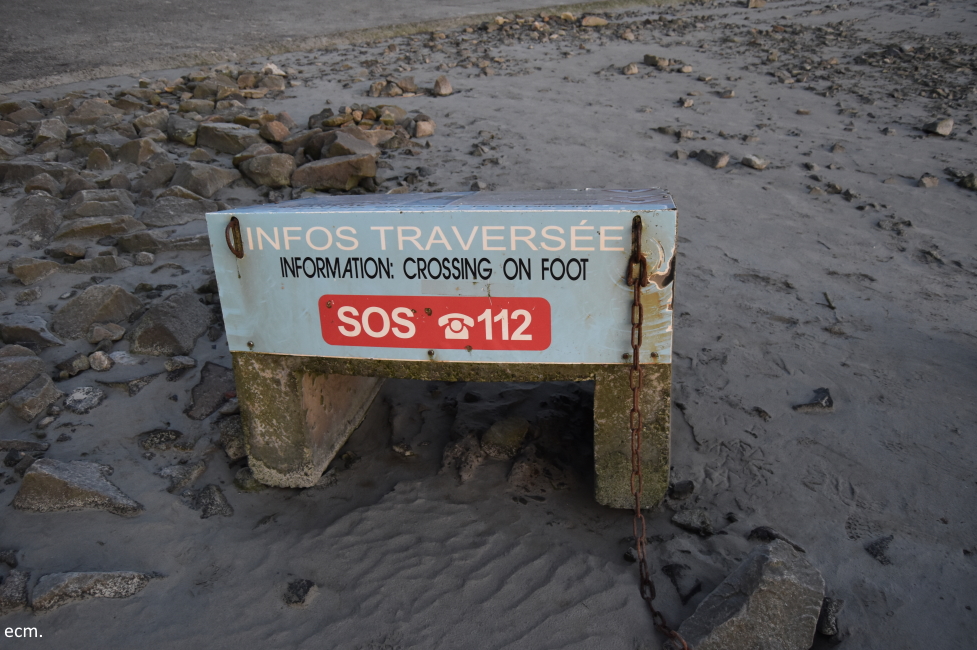 INFOS TRAVERSÉE
INFORMATION: CROSSING ON FOOT
SOS 112
ecm.